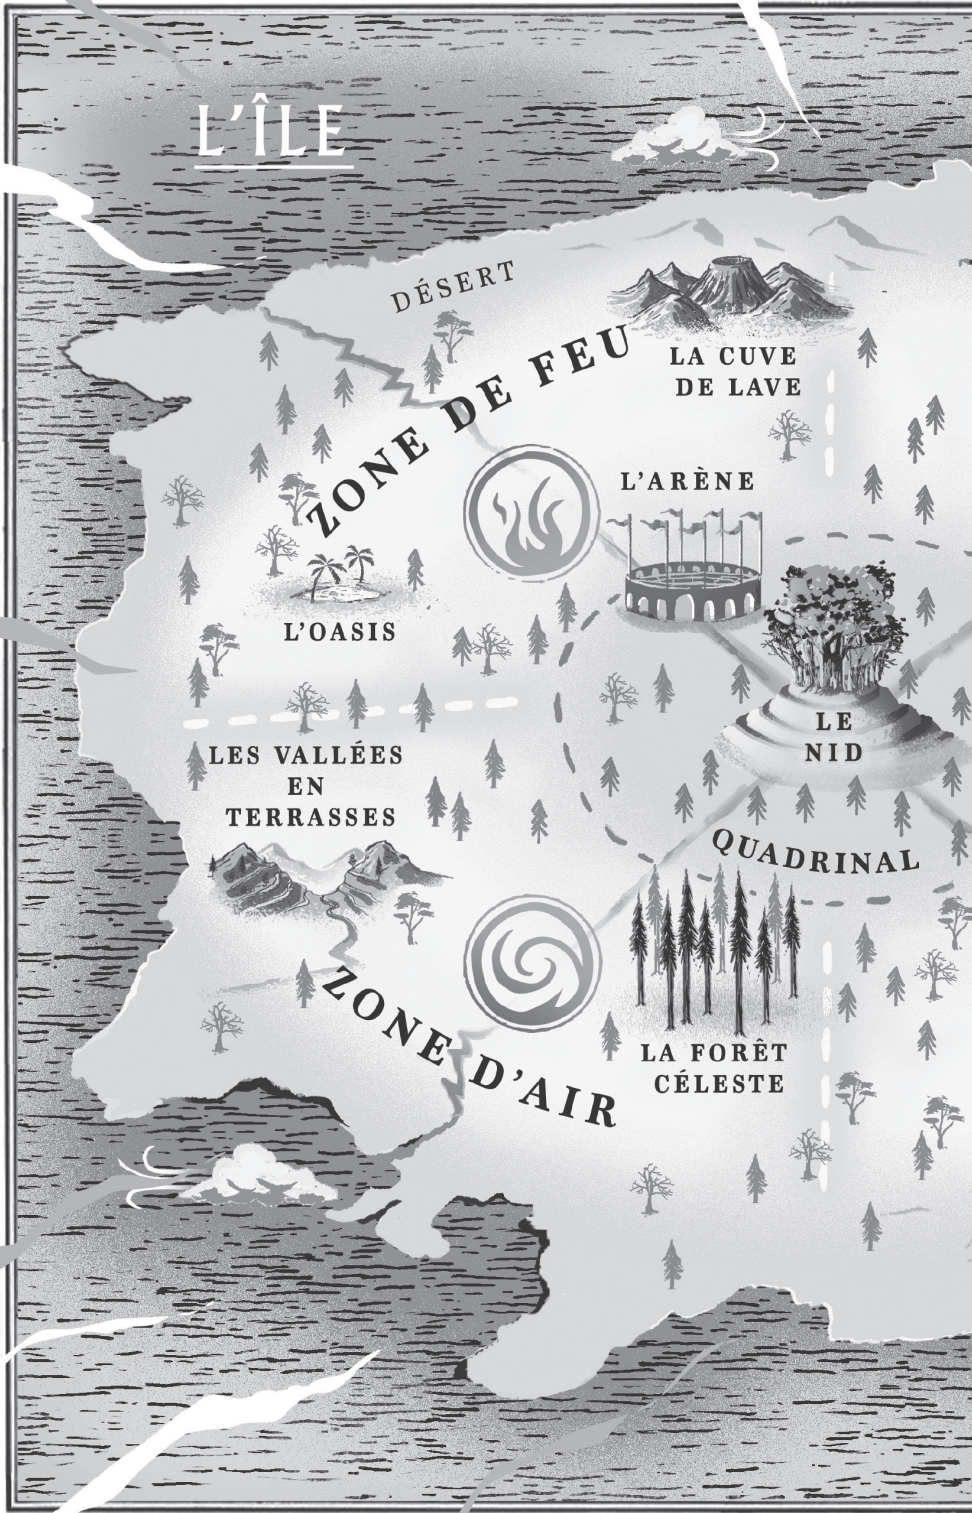 L'ÎLE
DÉSERT
ZONE DE FEU
LA CUVE
DE LAVE
L'ARÈNE
L'OASIS
LE
NID
LES VALLÉES
EN
TERRASSES
QUADRINAL
ZONE D'AIR
LA FORÊT
CÉLESTE